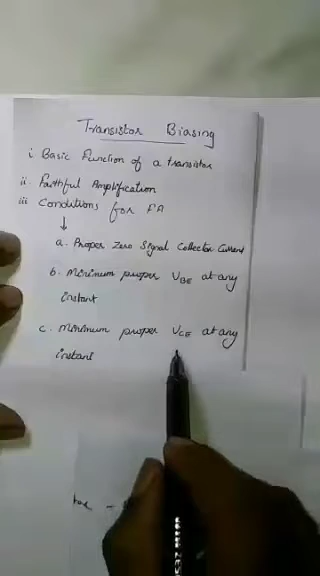 Transistor Biasing
i Basic Function of a transistor
ii. Faithful Amplification
iii Conditions for FA
↓
a. Proper Zero Signal Collector Current
b. Minimum proper VBE at any
instant
c. Minimum proper VCE at any
instant